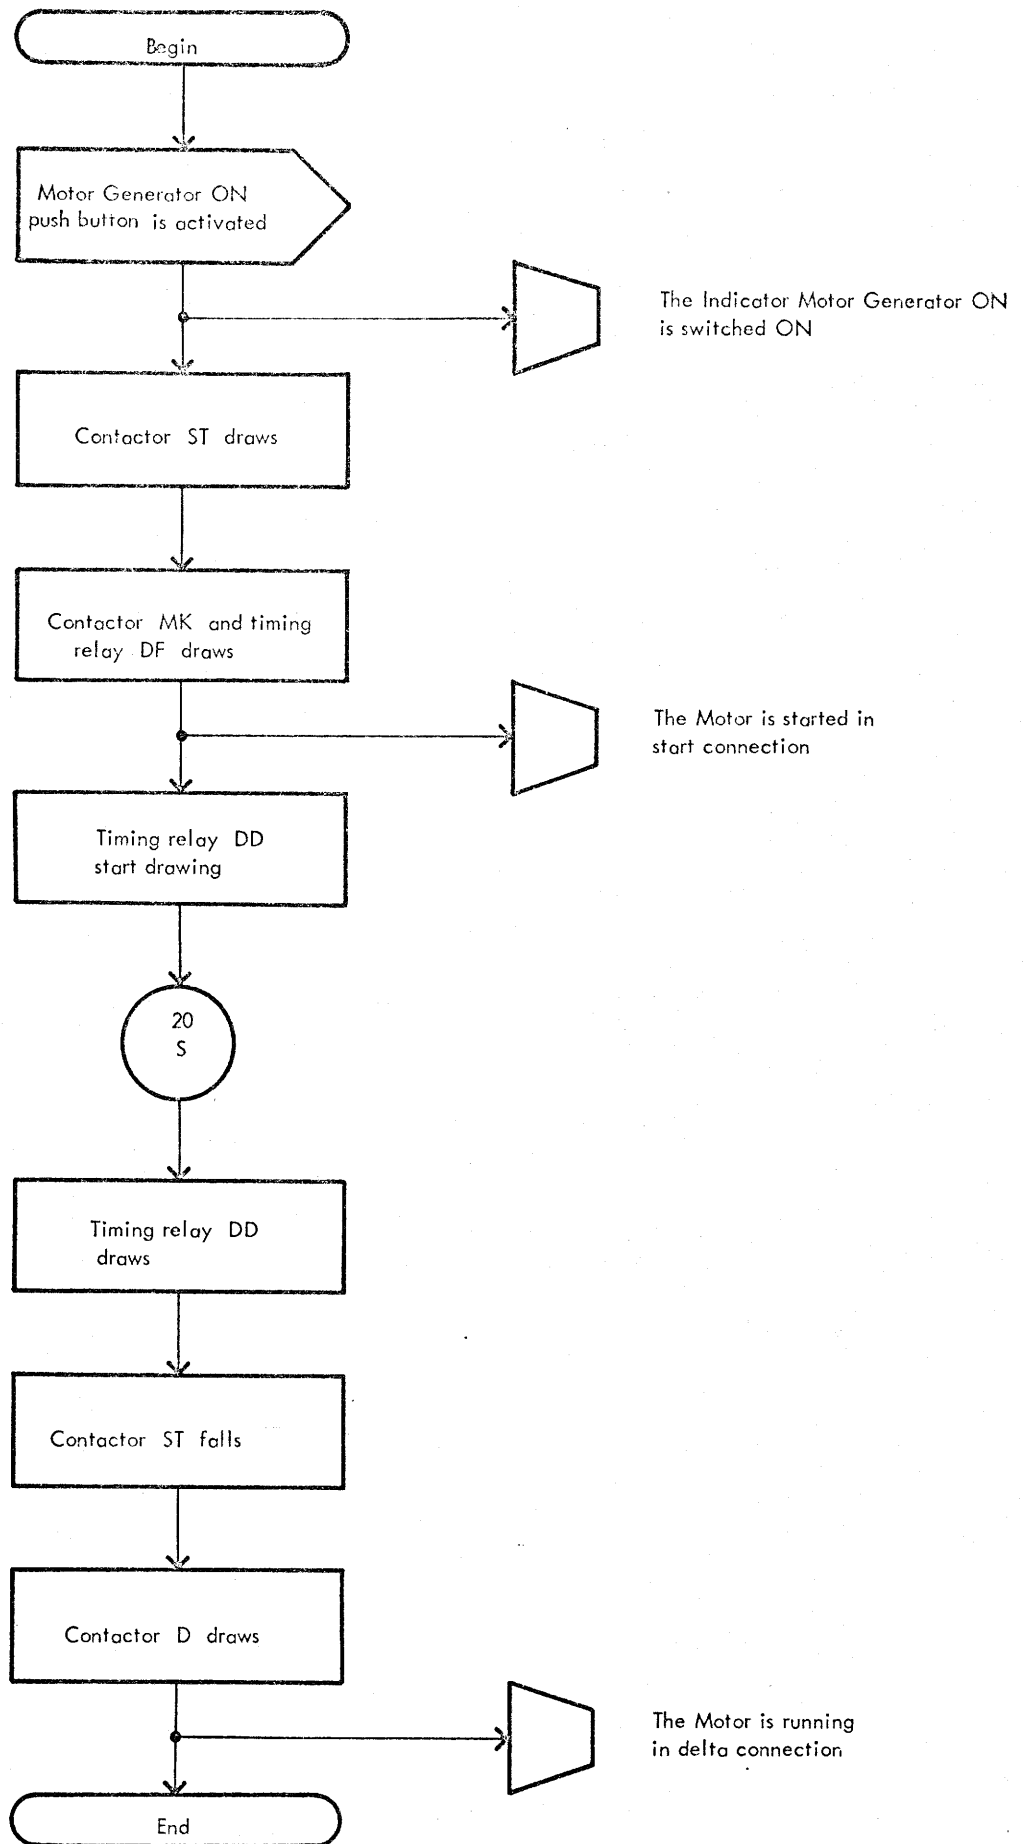 Begin
Motor Generator ON
push button is activated
The Indicator Motor Generator ON
is switched ON
Contactor ST draws
Contactor MK and timing
relay DF draws
The Motor is started in
start connection
Timing relay DD
start drawing
20
S
Timing relay DD
draws
Contactor ST falls
Contactor D draws
The Motor is running
in delta connection
End